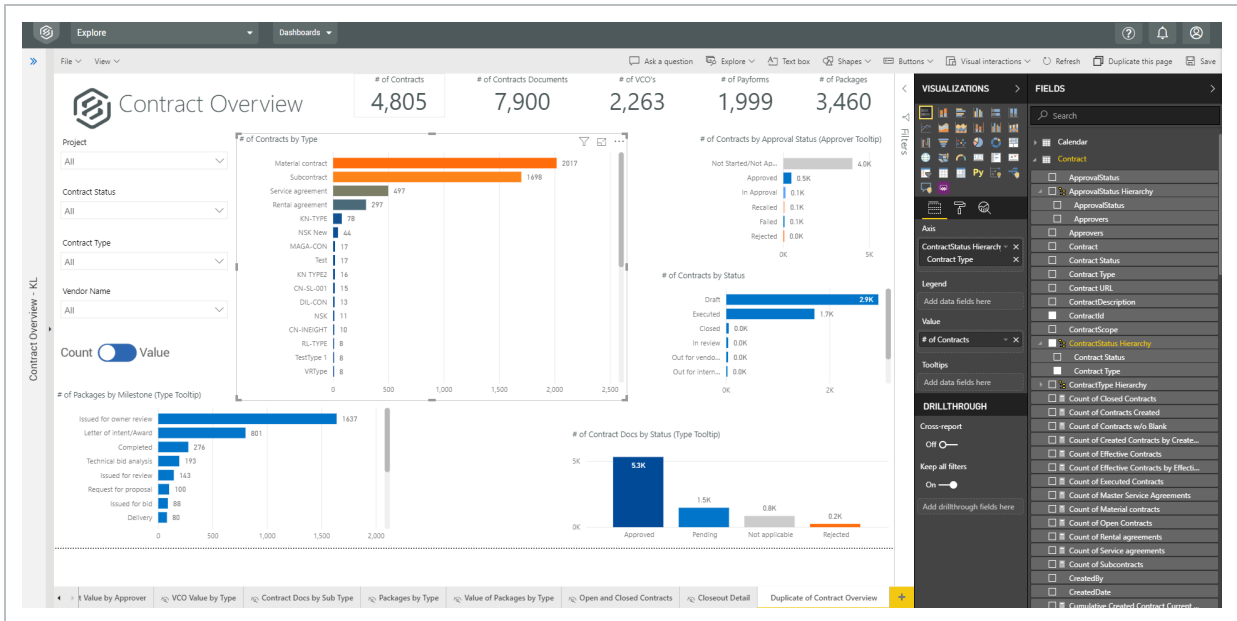 Explore
Dashboards
File
View
Ask a question
Explore
Text box
Shapes
Buttons
Visual interactions
Refresh
Duplicate this page
Save
Contract Overview - KL
Contract Overview
# of Contracts
4,805
# of Contracts Documents
7,900
# of VCO's
2,263
# of Payforms
1,999
# of Packages
3,460
Project
All
Contract Status
All
Contract Type
All
Vendor Name
All
Count
Value
# of Contracts by Type
Material contract 2017
Subcontract 1698
Service agreement 497
Rental agreement 297
KN-TYPE 78
NSK New 44
MAGA-CON 17
Test 17
KN TYPE2 16
CN-SL-001 15
DIL-CON 13
NSK 11
CN-INEIGHT 10
RL-TYPE 8
TestType 1 8
VRType 8
0 500 1,000 1,500 2,000 2,500
# of Contracts by Approval Status (Approver Tooltip)
Not Started/Not Ap... 4.0K
Approved 0.5K
In Approval 0.1K
Recalled 0.1K
Failed 0.1K
Rejected 0.0K
0K 5K
# of Contracts by Status
Draft 2.9K
Executed 1.7K
Closed 0.0K
In review 0.0K
Out for vendo... 0.0K
Out for intern... 0.0K
0K 2K
# of Packages by Milestone (Type Tooltip)
Issued for owner review 1637
Letter of intent/Award 801
Completed 276
Technical bid analysis 193
Issued for review 143
Request for proposal 100
Issued for bid 88
Delivery 80
0 500 1,000 1,500 2,000
# of Contract Docs by Status (Type Tooltip)
5K
0K
5.3K 1.5K 0.8K 0.2K
Approved Pending Not applicable Rejected
Filters
VISUALIZATIONS
Py
Axis
ContractStatus Hierarch
Contract Type
Legend
Add data fields here
Value
# of Contracts
Tooltips
Add data fields here
DRILLTHROUGH
Cross-report
Off
Keep all filters
On
Add drillthrough fields here
FIELDS
Search
Calendar
Contract
ApprovalStatus
ApprovalStatus Hierarchy
ApprovalStatus
Approvers
Approvers
Contract
Contract Status
Contract Type
Contract URL
ContractDescription
ContractId
ContractScope
ContractStatus Hierarchy
Contract Status
Contract Type
ContractType Hierarchy
Count of Closed Contracts
Count of Contracts Created
Count of Contracts w/o Blank
Count of Created Contracts by Create...
Count of Effective Contracts
Count of Effective Contracts by Effecti...
Count of Executed Contracts
Count of Master Service Agreements
Count of Material contracts
Count of Open Contracts
Count of Rental agreements
Count of Service agreements
Count of Subcontracts
CreatedBy
CreatedDate
Cumulative Created Contract Current ...
t Value by Approver
VCO Value by Type
Contract Docs by Sub Type
Packages by Type
Value of Packages by Type
Open and Closed Contracts
Closeout Detail
Duplicate of Contract Overview
+